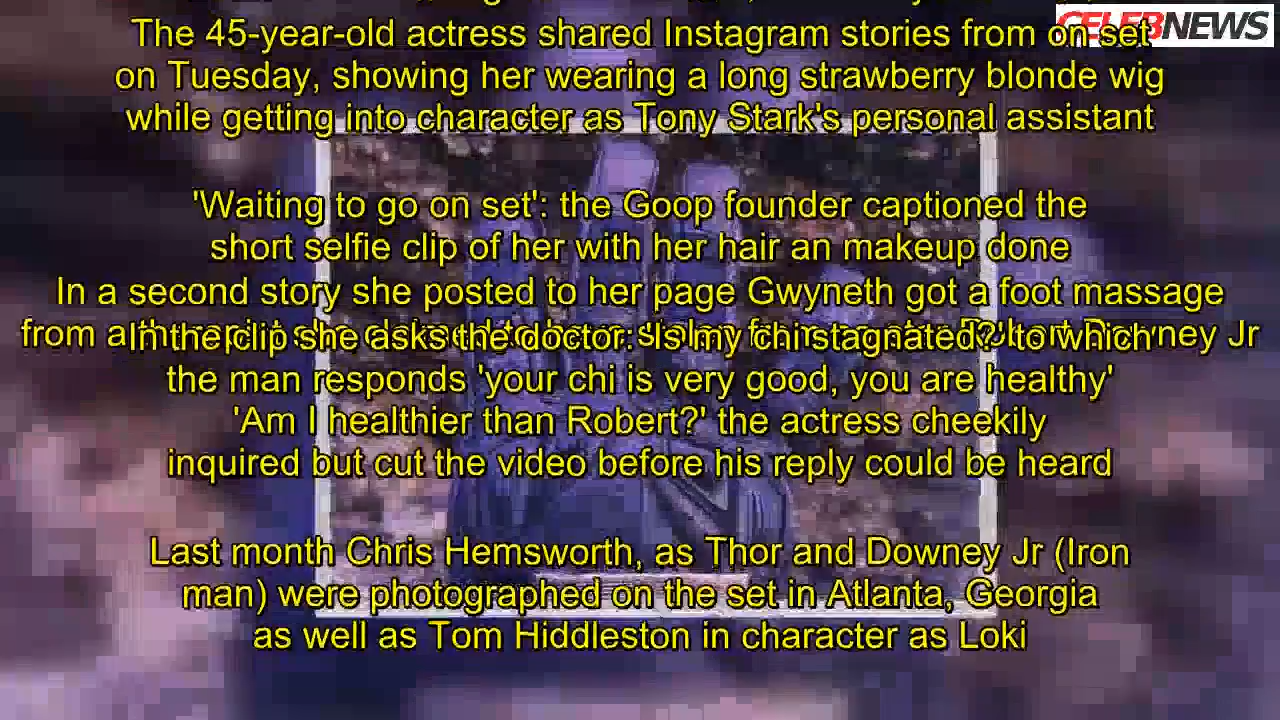 CELEBNEWS
The 45-year-old actress shared Instagram stories from on set
on Tuesday, showing her wearing a long strawberry blonde wig
while getting into character as Tony Stark's personal assistant
'Waiting to go on set': the Goop founder captioned the
short selfie clip of her with her hair an makeup done
In a second story she posted to her page Gwyneth got a foot massage
from a Downey Jr
In the clip she asks the doctor: 'Is my chi stagnated?' to which
the man responds 'your chi is very good, you are healthy'
'Am I healthier than Robert?' the actress cheekily
inquired but cut the video before his reply could be heard
Last month Chris Hemsworth, as Thor and Downey Jr (Iron
man) were photographed on the set in Atlanta, Georgia
as well as Tom Hiddleston in character as Loki